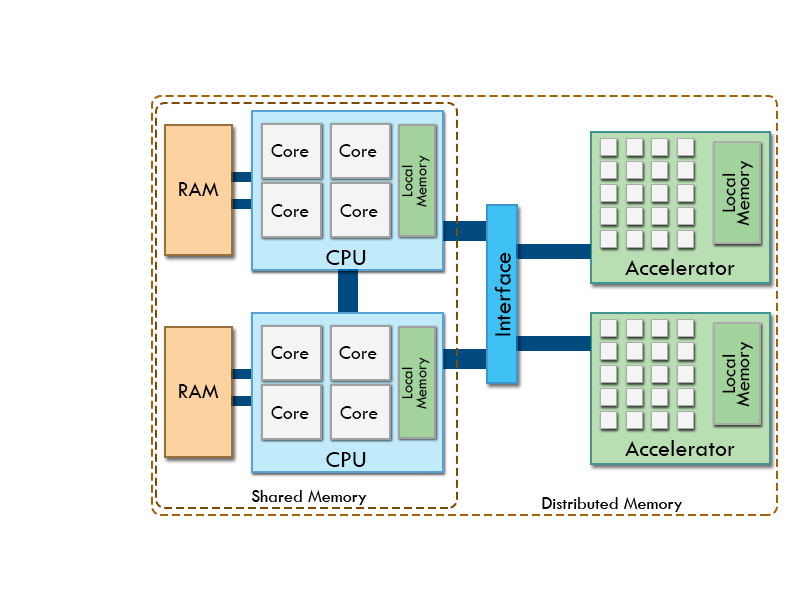 RAM
Core
Core
Core
Core
Local
Memory
CPU
RAM
Core
Core
Core
Core
Local
Memory
CPU
Shared Memory
Interface
Local
Memory
Accelerator
Local
Memory
Accelerator
Distributed Memory